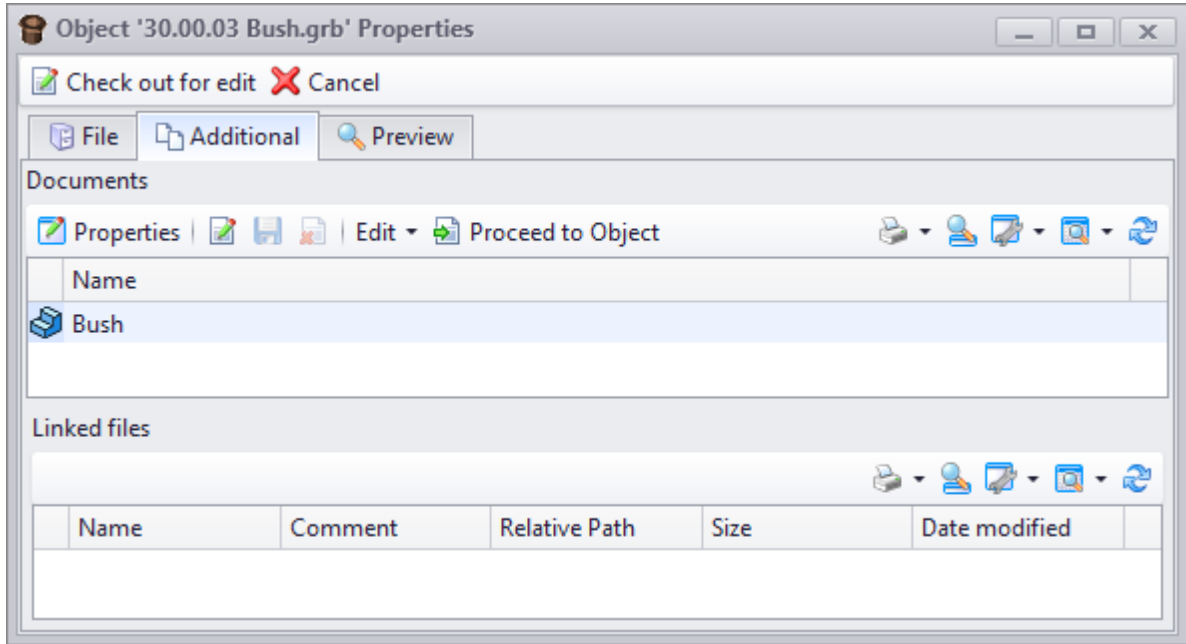 Object '30.00.03 Bush.grb' Properties
Check out for edit Cancel
File Additional Preview
Documents
Properties Edit Proceed to Object
Name
Bush
Linked files
Name Comment Relative Path Size Date modified